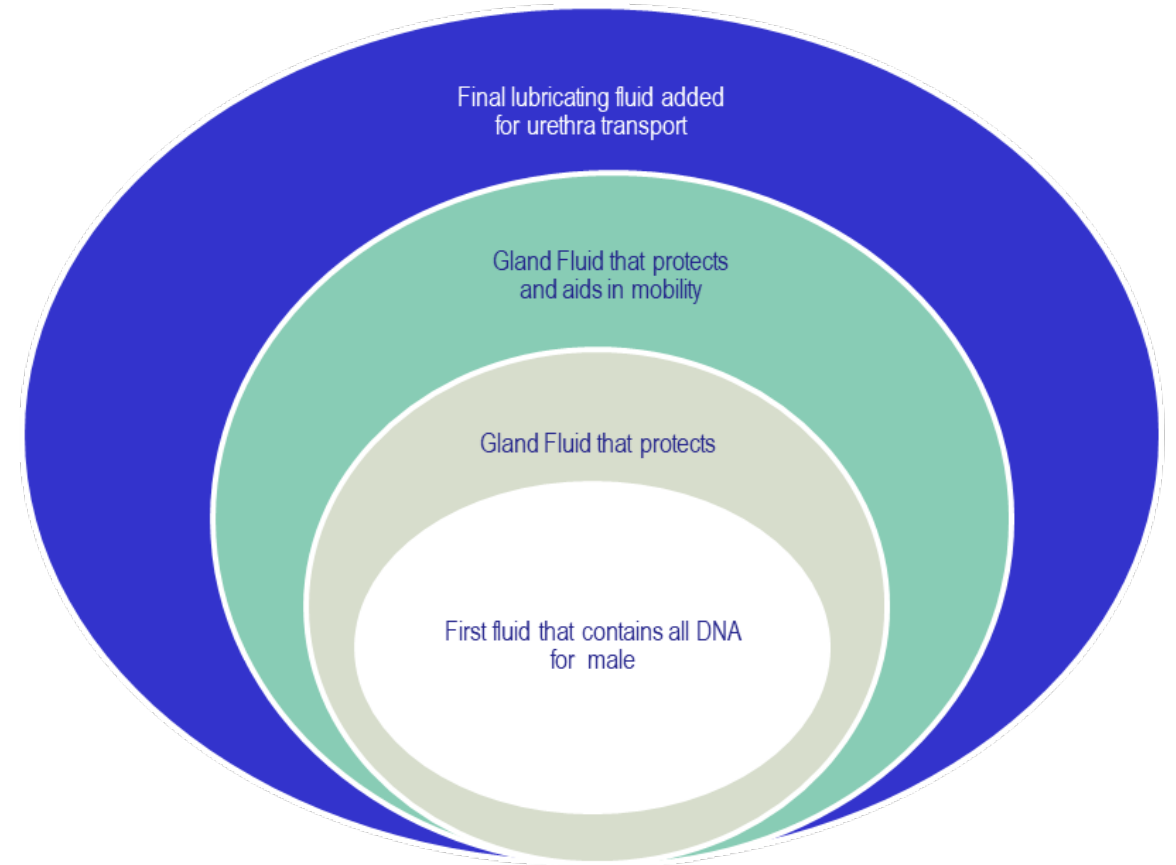 Final lubricating fluid added
for urethra transport
Gland Fluid that protects
and aids in mobility
Gland Fluid that protects
First fluid that contains all DNA
for male